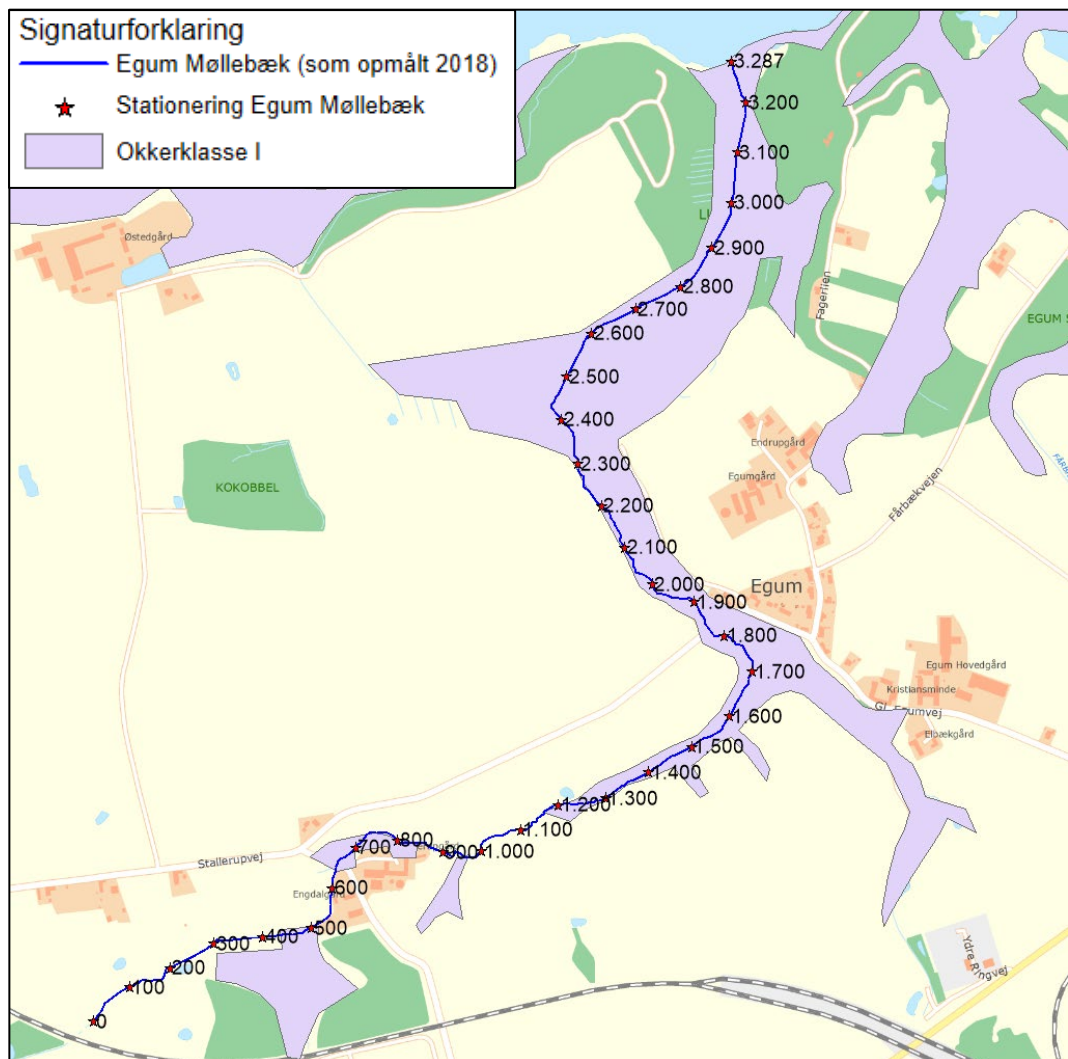 Signaturforklaring
Egum Møllebæk (som opmålt 2018)
Stationering Egum Møllebæk
Okkerklasse I
3.287
3.200
3.100
3.000
2.900
2.800
2.700
2.600
2.500
2.400
2.300
2.200
2.100
2.000
1.900
1.800
1.700
1.600
1.500
1.400
1.300
1.200
1.100
1.000
900
800
700
600
500
400
300
200
100
0
Østedgård
KOKOBBEL
Fagerlien
EGUM S
Endrupgård
Egumgård
Fårbækvejen
Egum
Egum Hovedgård
Kristiansminde
Elbækgård
Stallerupvej
Ydre Ringvej